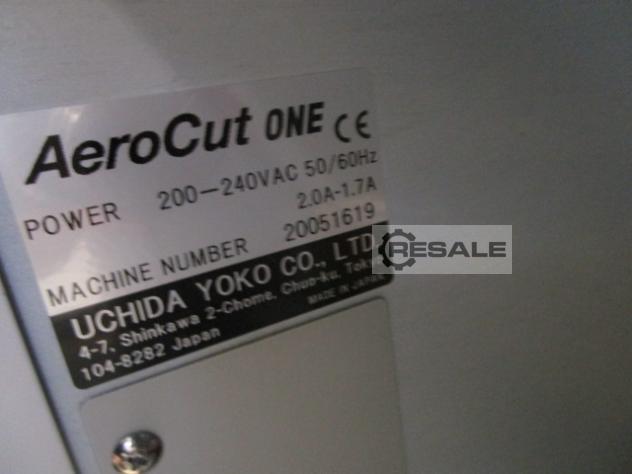 AeroCut ONE CE
POWER 200-240VAC 50/60Hz
2.0A-1.7A
MACHINE NUMBER 20051619
UCHIDA YOKO CO., LTD
4-7, Shinkawa 2-Chome, Chuo-ku, Tokyo
104-8282 Japan MADE IN JAPAN
RESALE